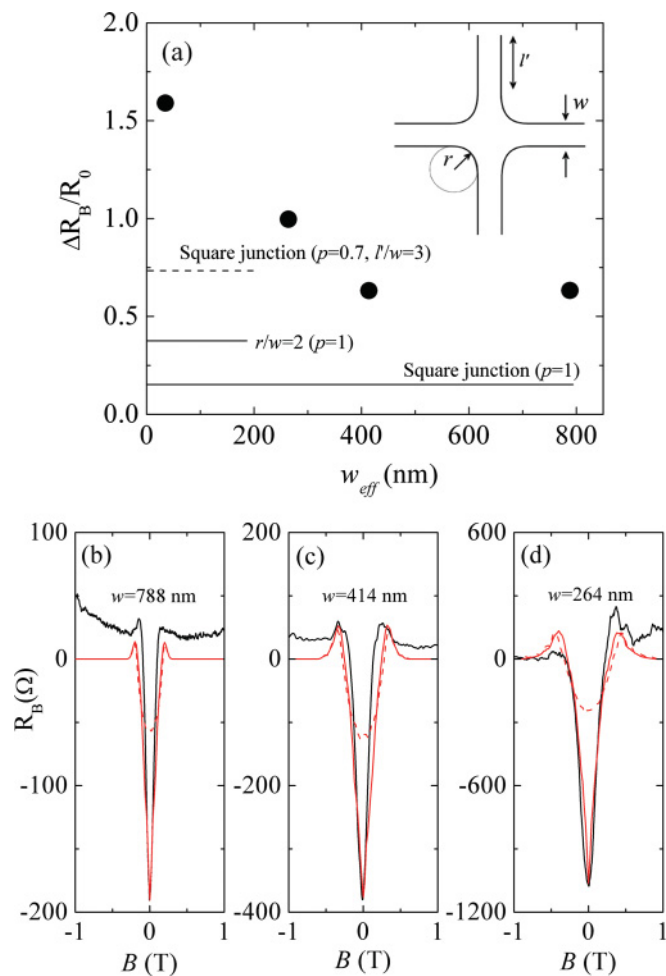 2.0
(a)
l'
1.5
w
r
1.0
ΔR_B/R_0
Square junction (p=0.7, l'/w=3)
0.5
r/w=2 (p=1)
Square junction (p=1)
0.0
0 200 400 600 800
w_eff (nm)
100 200 600
(b) (c) (d)
w=788 nm w=414 nm w=264 nm
0 0 0
R_B(Ω)
-100 -200 -600
-200 -400 -1200
-1 0 1 -1 0 1 -1 0 1
B (T) B (T) B (T)